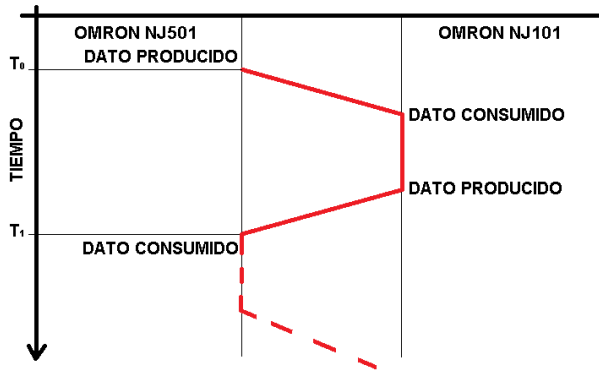 OMRON NJ501
OMRON NJ101
DATO PRODUCIDO
T₀
DATO CONSUMIDO
TIEMPO
DATO PRODUCIDO
T₁
DATO CONSUMIDO